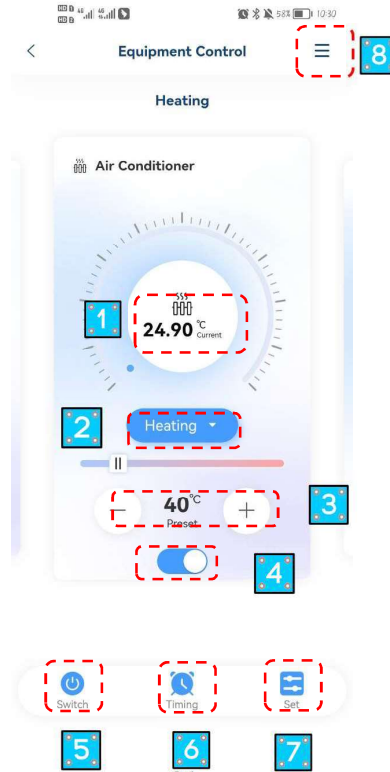 58% 10:30
Equipment Control
8
Heating
Air Conditioner
1
24.90 ℃
Current
2
Heating
40℃
3
Preset
4
Switch
Timing
Set
5
6
7